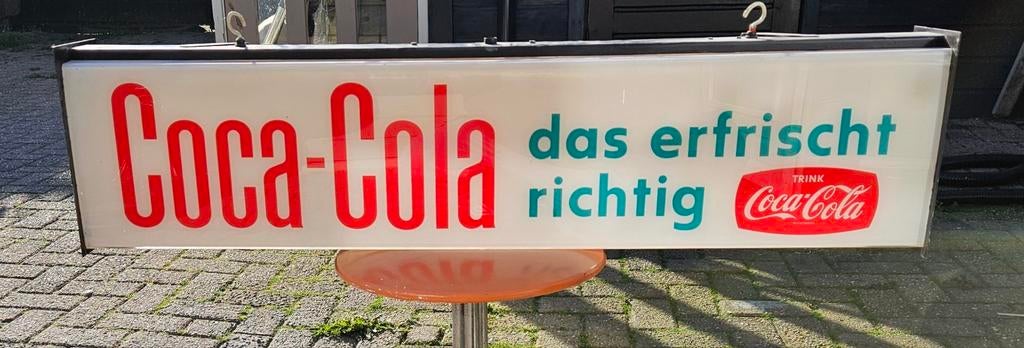 Coca-Cola
das erfrischt
richtig
TRINK
Coca-Cola